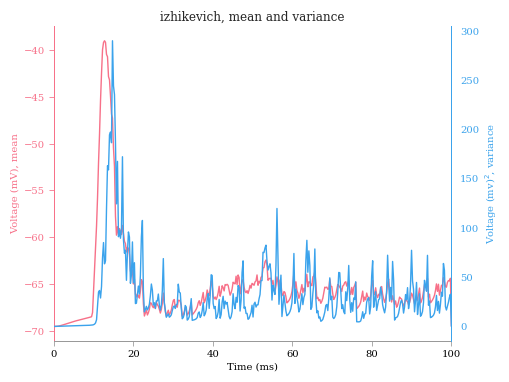 izhikevich, mean and variance
−40
−45
−50
−55
−60
−65
−70
Voltage (mV), mean
300
250
200
150
100
50
0
Voltage (mv)², variance
0 20 40 60 80 100
Time (ms)